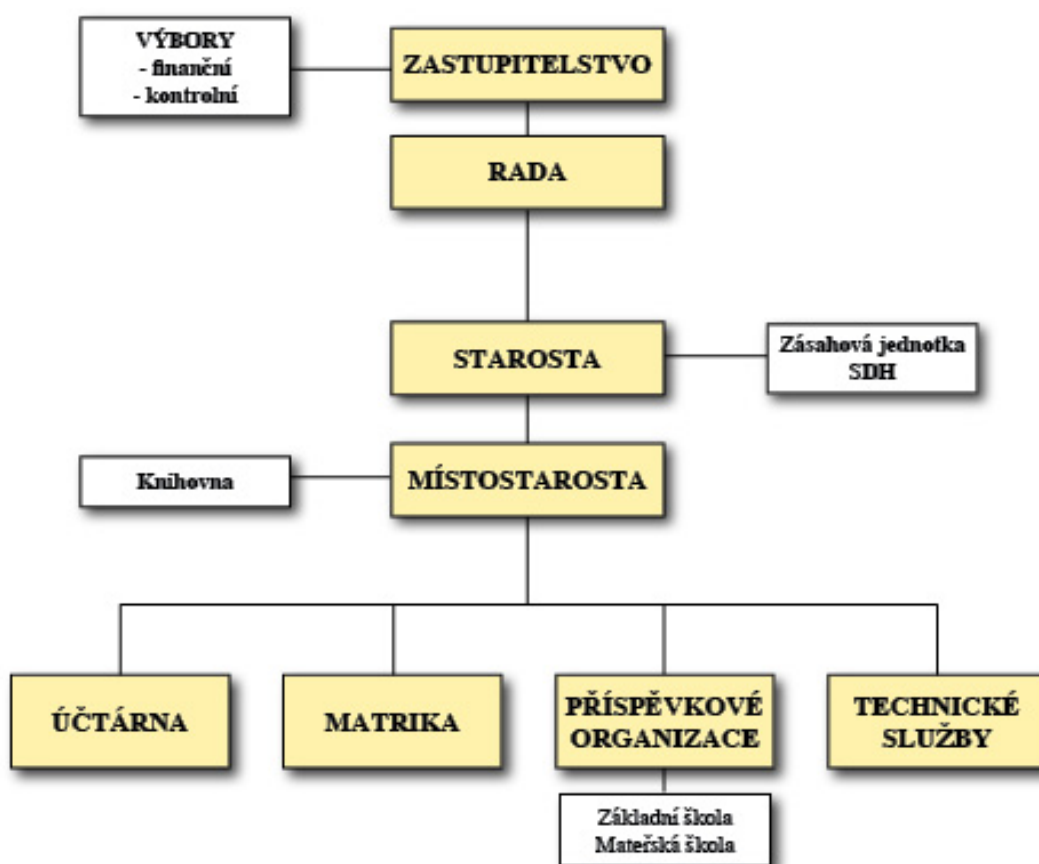 VÝBORY
- finanční
- kontrolní
ZASTUPITELSTVO
RADA
STAROSTA
Zásahová jednotka
SDH
Knihovna
MÍSTOSTAROSTA
ÚČTÁRNA
MATRIKA
PŘÍSPĚVKOVÉ
ORGANIZACE
TECHNICKÉ
SLUŽBY
Základní škola
Mateřská škola